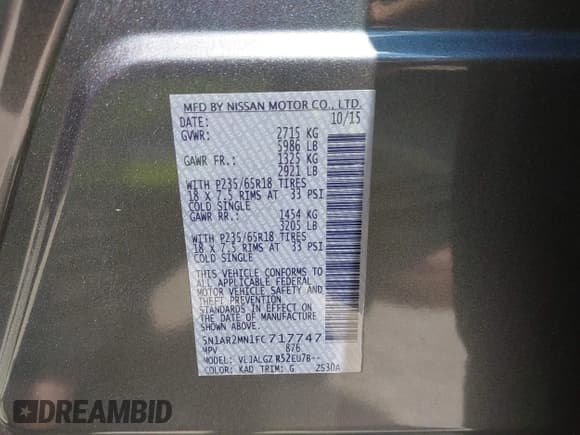 MFD BY NISSAN MOTOR CO., LTD.
DATE: 10/15
GVWR: 2715 KG
5986 LB
GAWR FR.: 1325 KG
2921 LB
WITH P235/65R18 TIRES
18 X 7.5 RIMS AT 33 PSI
COLD SINGLE
GAWR RR.: 1454 KG
3205 LB
WITH P235/65R18 TIRES
18 X 7.5 RIMS AT 33 PSI
COLD SINGLE
THIS VEHICLE CONFORMS TO
ALL APPLICABLE FEDERAL
MOTOR VEHICLE SAFETY AND
THEFT PREVENTION
STANDARDS IN EFFECT ON
THE DATE OF MANUFACTURE
SHOWN ABOVE.
5N1AR2MN1FC717747
MPV 876
MODEL: VLJALGZ R52EU7B--
COLOR: KAD TRIM: G 2530A
DREAMBID